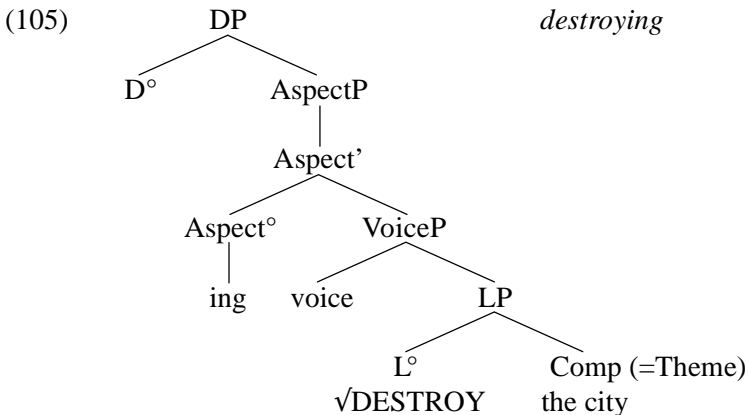 (105) DP destroying
D° AspectP
Aspect’
Aspect° VoiceP
ing voice LP
L° Comp (=Theme)
√DESTROY the city